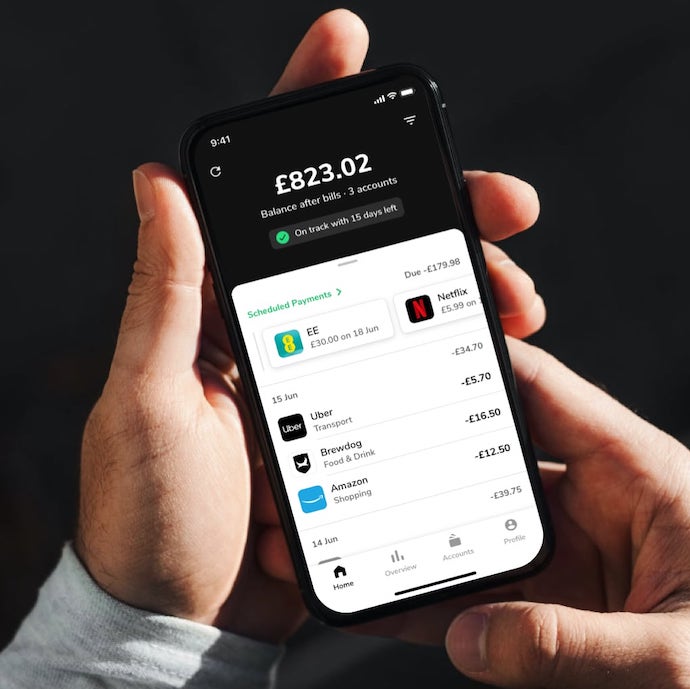 9:41
£823.02
Balance after bills · 3 accounts
On track with 15 days left
Scheduled Payments
Due -£179.98
EE
£30.00 on 18 Jun
Netflix
£5.99 on
15 Jun
-£34.70
Uber
Uber
Transport
-£5.70
Brewdog
Food & Drink
-£16.50
Amazon
Shopping
-£12.50
14 Jun
-£39.75
Home
Overview
Accounts
Profile